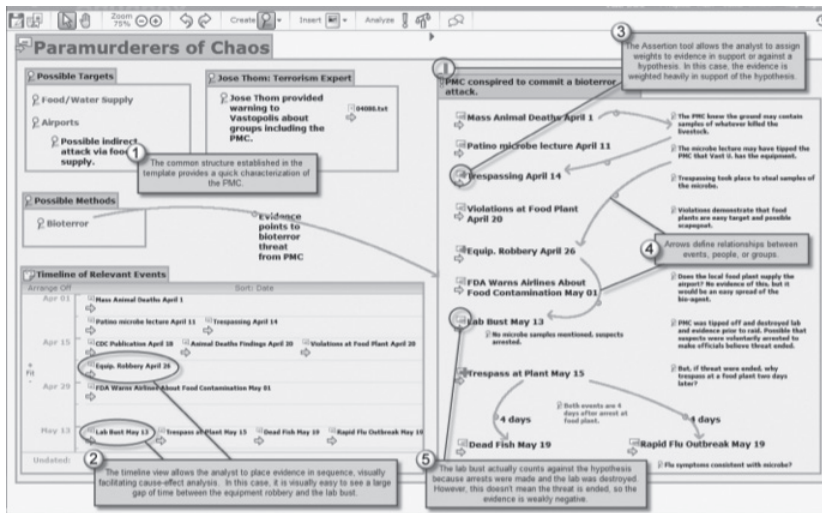 Zoom
75%
Create
Insert
Analyze
Paramurderers of Chaos
Possible Targets
Food/Water Supply
Airports
Possible indirect
attack via food
supply.
1
The common structure established in the
template provides a quick characterization of
the PMC.
Jose Thom: Terrorism Expert
Jose Thom provided
warning to
Vastopolis about
groups including the
PMC.
04088.txt
Possible Methods
Bioterror
Evidence
points to
bioterror
threat
from PMC
Timeline of Relevant Events
Arrange Off
Sort: Date
Apr 01
Mass Animal Deaths April 1
Patino microbe lecture April 11
Trespassing April 14
Apr 15
CDC Publication April 18
Animal Deaths Findings April 20
Violations at Food Plant April 20
Equip. Robbery April 26
fit
Apr 29
FDA Warns Airlines About Food Contamination May 01
May 13
Lab Bust May 13
Trespass at Plant May 15
Dead Fish May 19
Rapid Flu Outbreak May 19
Undated:
2
The timeline view allows the analyst to place evidence in sequence, visually
facilitating cause-effect analysis. In this case, it is visually easy to see a large
gap of time between the equipment robbery and the lab bust.
3
The Assertion tool allows the analyst to assign
weights to evidence in support or against a
hypothesis. In this case, the evidence is
weighted heavily in support of the hypothesis.
PMC conspired to commit a bioterror
attack.
Mass Animal Deaths April 1
The PMC knew the ground may contain
samples of whatever killed the
livestock.
Patino microbe lecture April 11
The microbe lecture may have tipped the
PMC that Vast U. has the equipment.
Trespassing April 14
Trespassing took place to steal samples of
the microbe.
Violations at Food Plant
April 20
Violations demonstrate that food
plants are easy target and possible
scapegoat.
4
Arrows define relationships between
events, people, or groups.
Equip. Robbery April 26
FDA Warns Airlines About
Food Contamination May 01
Does the local food plant supply the
airport? No evidence of this, but it
would be an easy spread of the
bio-agent.
Lab Bust May 13
No microbe samples mentioned, suspects
arrested.
PMC was tipped off and destroyed lab
and evidence prior to raid. Possible that
suspects were voluntarily arrested to
make officials believe threat ended.
Trespass at Plant May 15
But, if threat were ended, why
trespass at a food plant two days
later?
4 days
Both events are 4
days after arrest at
food plant.
4 days
Dead Fish May 19
Rapid Flu Outbreak May 19
Flu symptoms consistent with microbe?
5
The lab bust actually counts against the hypothesis
because arrests were made and the lab was destroyed.
However, this doesn't mean the threat is ended, so the
evidence is weakly negative.